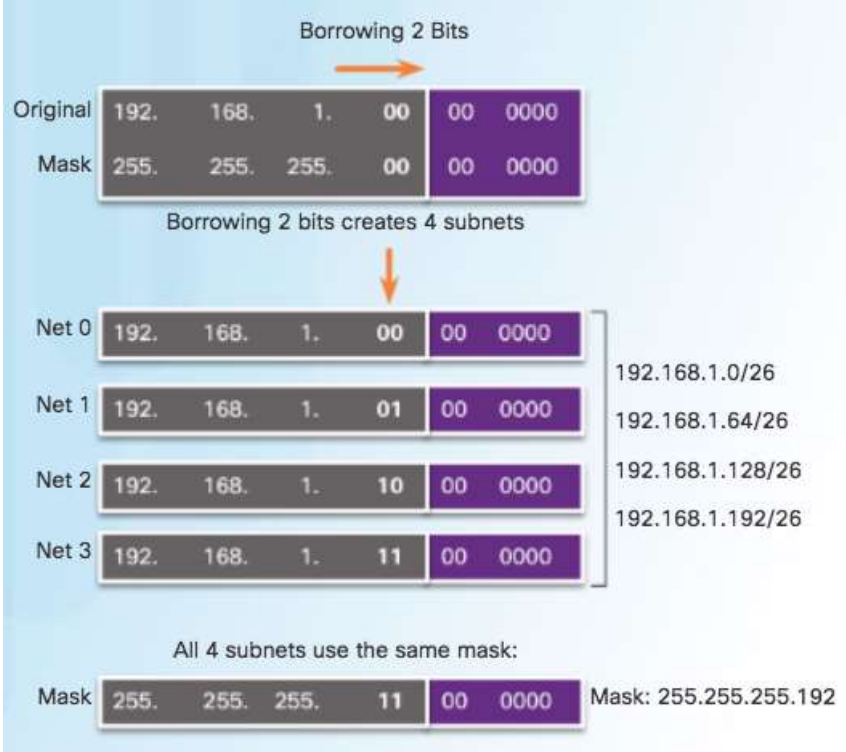 Borrowing 2 Bits
Original 192. 168. 1. 00 00 0000
Mask 255. 255. 255. 00 00 0000
Borrowing 2 bits creates 4 subnets
Net 0 192. 168. 1. 00 00 0000
192.168.1.0/26
Net 1 192. 168. 1. 01 00 0000
192.168.1.64/26
Net 2 192. 168. 1. 10 00 0000
192.168.1.128/26
192.168.1.192/26
Net 3 192. 168. 1. 11 00 0000
All 4 subnets use the same mask:
Mask 255. 255. 255. 11 00 0000 Mask: 255.255.255.192